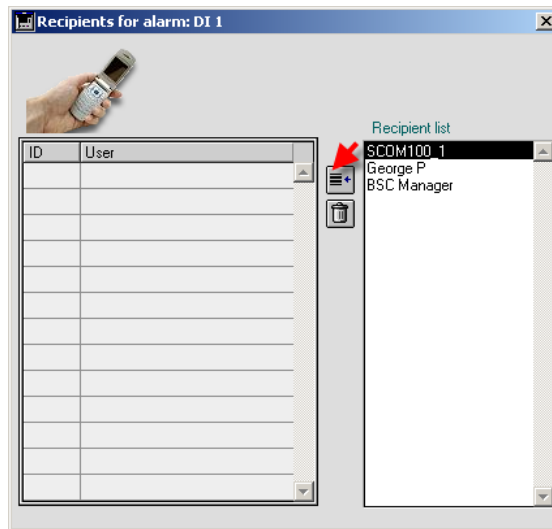 Recipients for alarm: DI 1
Recipient list
ID User
SCOM100_1
George P
BSC Manager